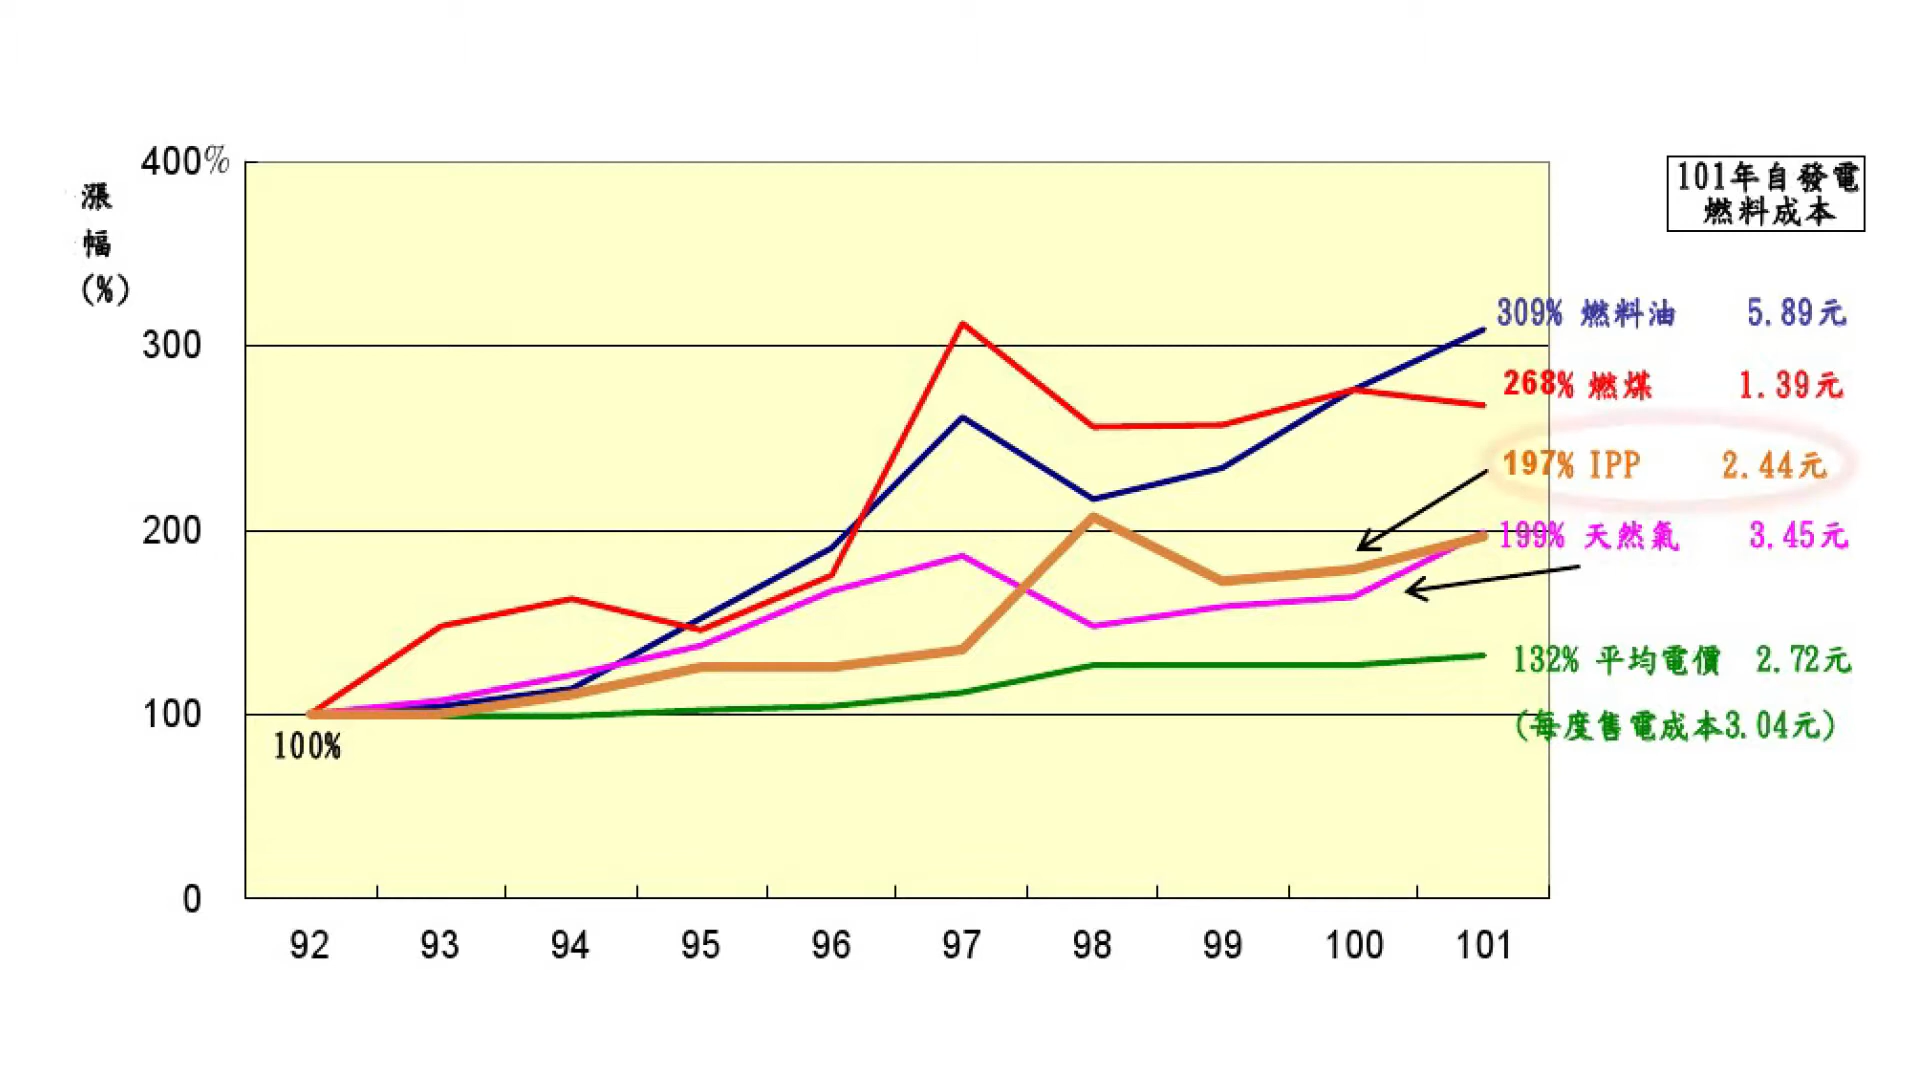 400%
漲
幅
(%)
300
200
100
0
100%
92 93 94 95 96 97 98 99 100 101
101年自發電
燃料成本
309% 燃料油 5.89元
268% 燃煤 1.39元
197% IPP 2.44元
199% 天然氣 3.45元
132% 平均電價 2.72元
(每度售電成本3.04元)